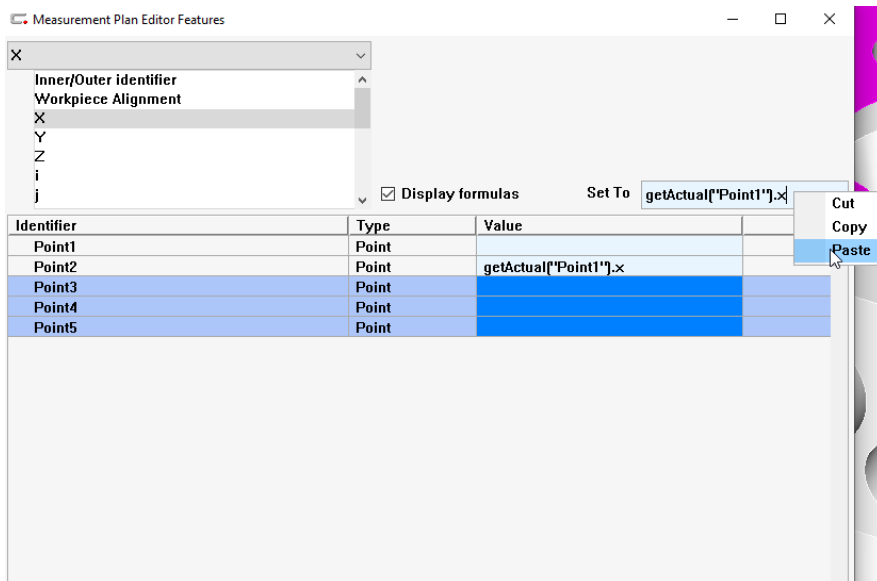 Measurement Plan Editor Features
X
Inner/Outer identifier
Workpiece Alignment
X
Y
Z
i
j
Display formulas
Set To
getActual("Point1").x
Cut
Copy
Paste
Identifier Type Value
Point1 Point
Point2 Point getActual("Point1").x
Point3 Point
Point4 Point
Point5 Point